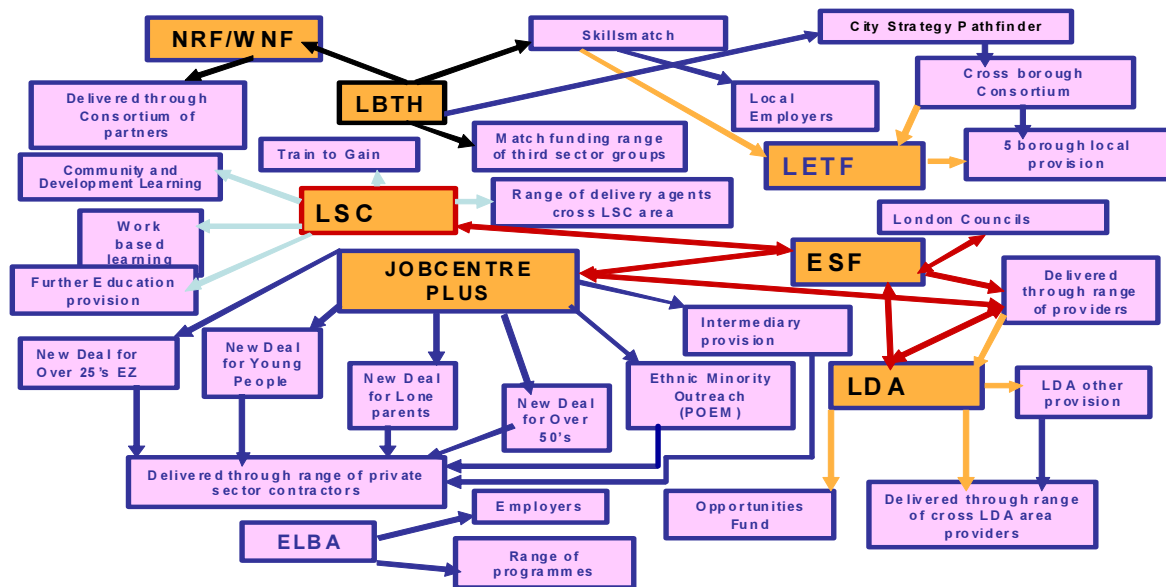 NRF/WNF
Skillsmatch
City Strategy Pathfinder
Delivered through
Consortium of
partners
LBTH
Local
Employers
Cross borough
Consortium
Train to Gain
Match funding range
of third sector groups
LETF
5 borough local
provision
Community and
Development Learning
LSC
Range of delivery agents
cross LSC area
London Councils
Work
based
learning
Further Education
provision
JOBCENTRE
PLUS
ESF
Delivered
through range
of providers
New Deal for
Over 25's EZ
New Deal
for Young
People
New Deal
for Lone
parents
New Deal
for Over
50's
Ethnic Minority
Outreach
(POEM)
Intermediary
provision
LDA
LDA other
provision
Delivered through range of private
sector contractors
Employers
ELBA
Range of
programmes
Opportunities
Fund
Delivered through range
of cross LDA area
providers